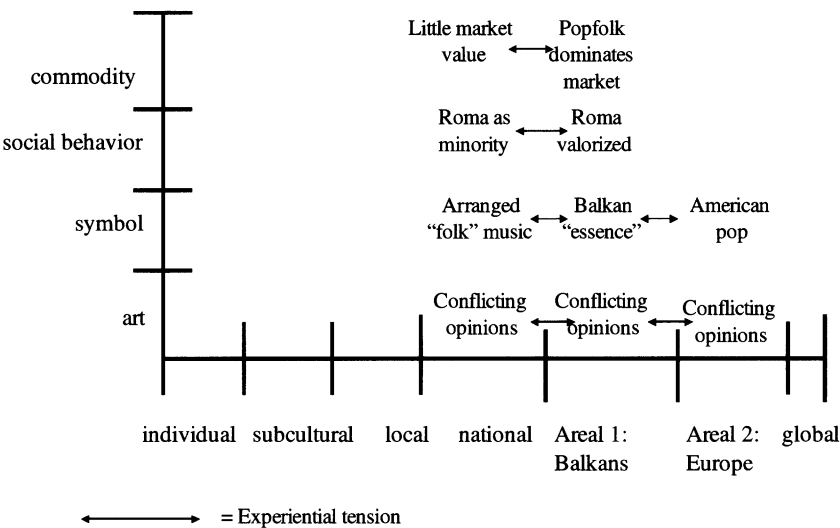 Little market
value
Popfolk
dominates
market
commodity
Roma as
minority
Roma
valorized
social behavior
Arranged
“folk” music
Balkan
“essence”
American
pop
symbol
Conflicting
opinions
Conflicting
opinions
Conflicting
opinions
art
individual subcultural local national Areal 1:
Balkans
Areal 2:
Europe
global
= Experiential tension